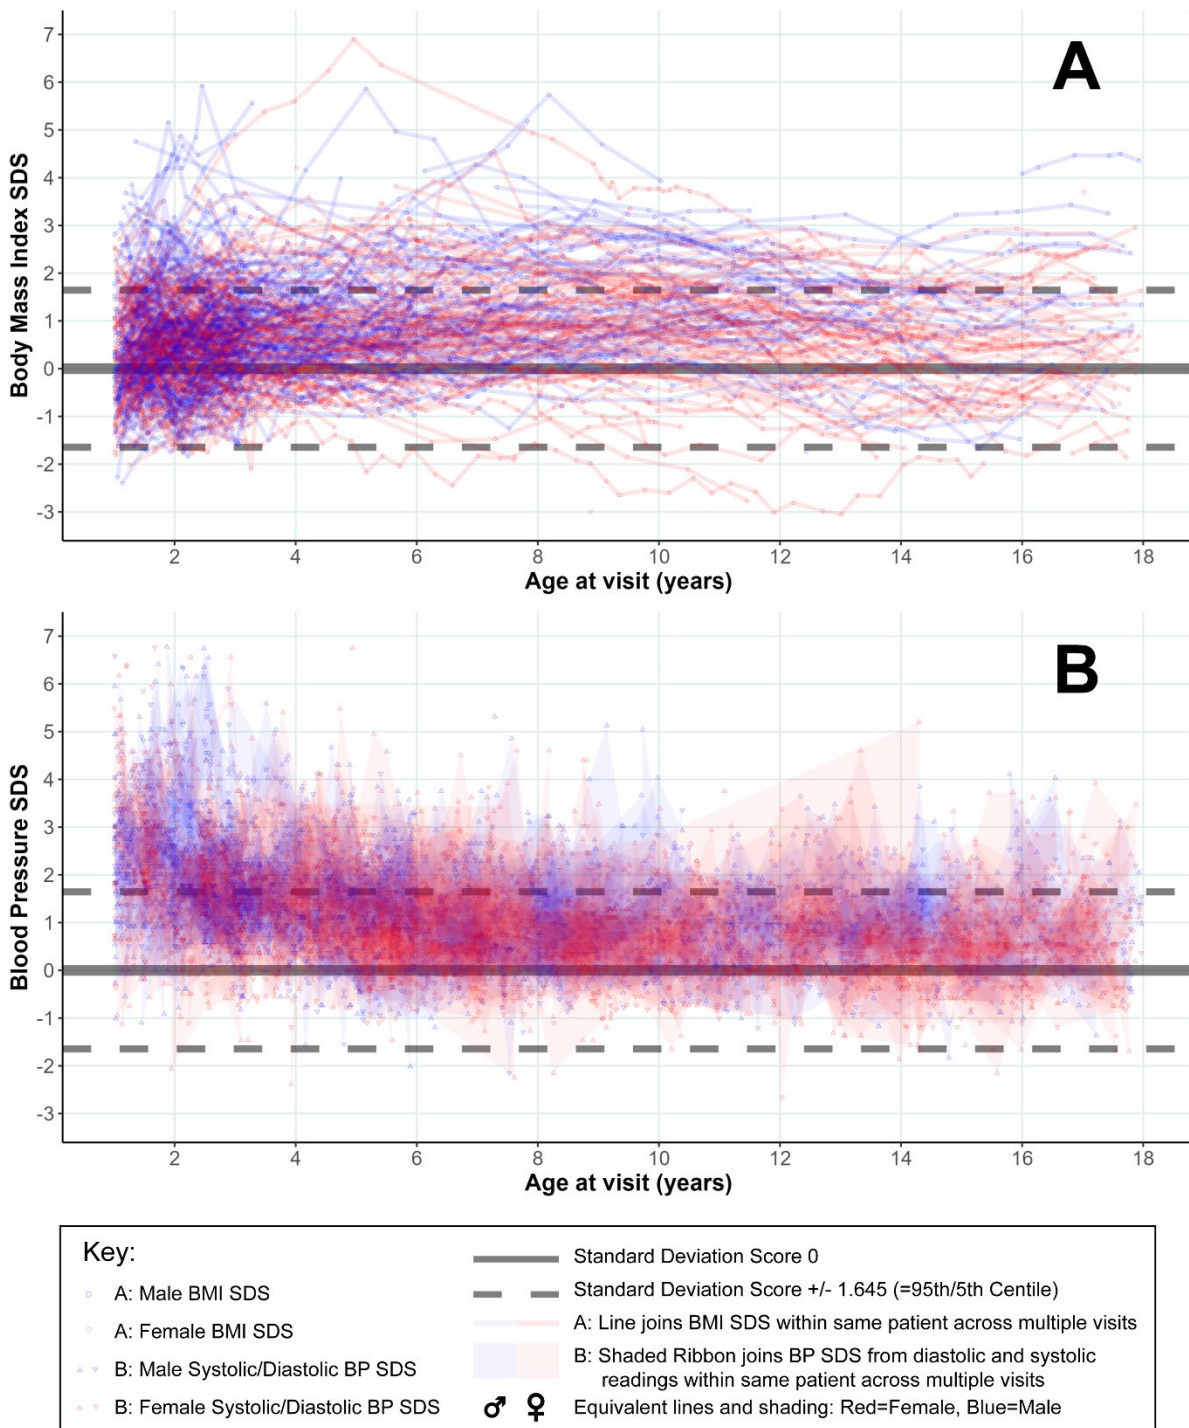 A
7
6
5
4
3
2
1
0
-1
-2
-3
Body Mass Index SDS
2 4 6 8 10 12 14 16 18
Age at visit (years)
B
7
6
5
4
3
2
1
0
-1
-2
-3
Blood Pressure SDS
2 4 6 8 10 12 14 16 18
Age at visit (years)
Key:
A: Male BMI SDS
A: Female BMI SDS
B: Male Systolic/Diastolic BP SDS
B: Female Systolic/Diastolic BP SDS
Standard Deviation Score 0
Standard Deviation Score +/- 1.645 (=95th/5th Centile)
A: Line joins BMI SDS within same patient across multiple visits
B: Shaded Ribbon joins BP SDS from diastolic and systolic
readings within same patient across multiple visits
♂ ♀ Equivalent lines and shading: Red=Female, Blue=Male